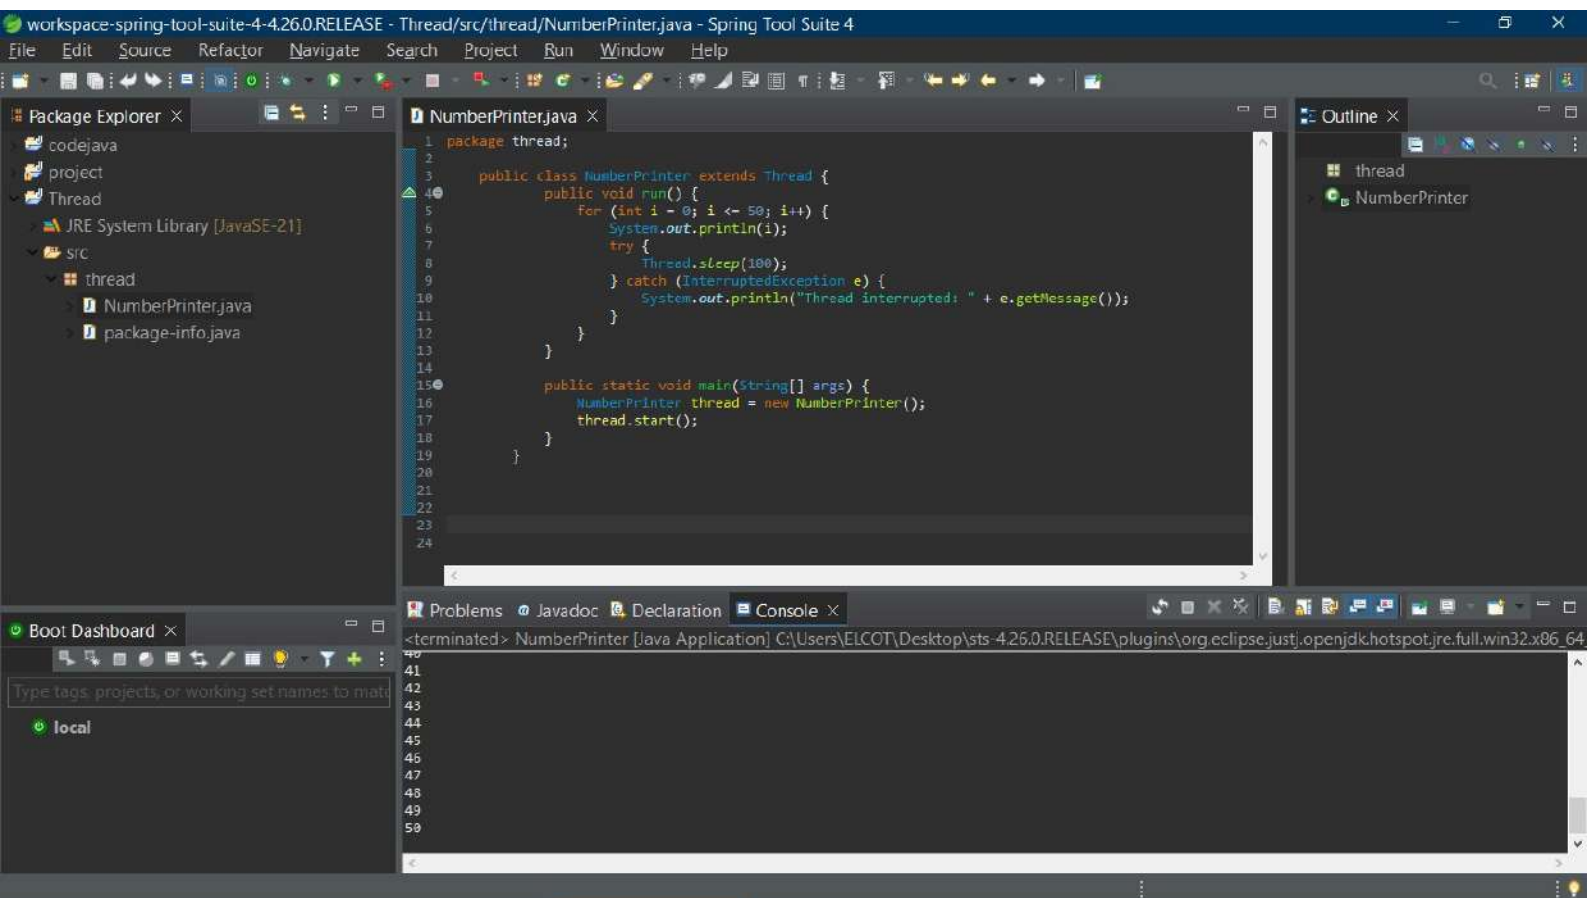 workspace-spring-tool-suite-4-4.26.0.RELEASE - Thread/src/thread/NumberPrinter.java - Spring Tool Suite 4
File Edit Source Refactor Navigate Search Project Run Window Help
Package Explorer
codejava
project
Thread
JRE System Library [JavaSE-21]
src
thread
NumberPrinter.java
package-info.java
NumberPrinter.java
1 package thread;
2
3 public class NumberPrinter extends Thread {
4 public void run() {
5 for (int i = 0; i <= 50; i++) {
6 System.out.println(i);
7 try {
8 Thread.sleep(100);
9 } catch (InterruptedException e) {
10 System.out.println("Thread interrupted: " + e.getMessage());
11 }
12 }
13 }
14
15 public static void main(String[] args) {
16 NumberPrinter thread = new NumberPrinter();
17 thread.start();
18 }
19 }
20
21
22
23
24
Outline
thread
NumberPrinter
Boot Dashboard
Type tags, projects, or working set names to matc
local
Problems Javadoc Declaration Console
<terminated> NumberPrinter [Java Application] C:\Users\ELCOT\Desktop\sts-4.26.0.RELEASE\plugins\org.eclipse.justj.openjdk.hotspot.jre.full.win32.x86_64
40
41
42
43
44
45
46
47
48
49
50